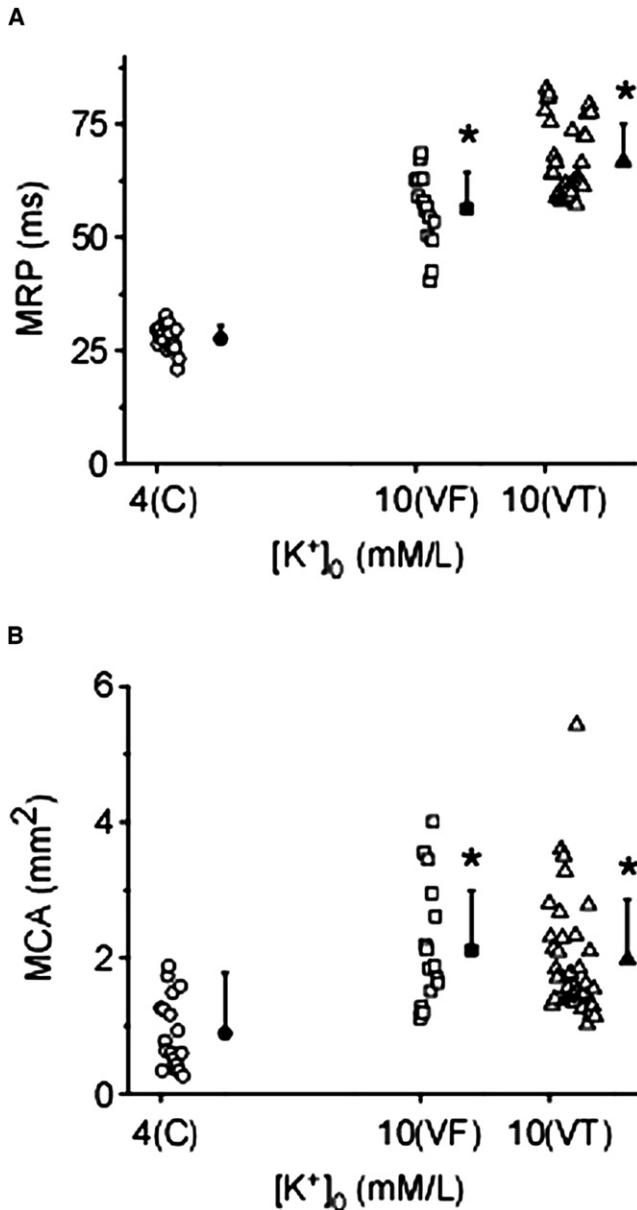 A
MRP (ms)
75
50
25
0
4(C) 10(VF) 10(VT)
[K⁺]₀ (mM/L)
B
MCA (mm²)
6
4
2
0
4(C) 10(VF) 10(VT)
[K⁺]₀ (mM/L)